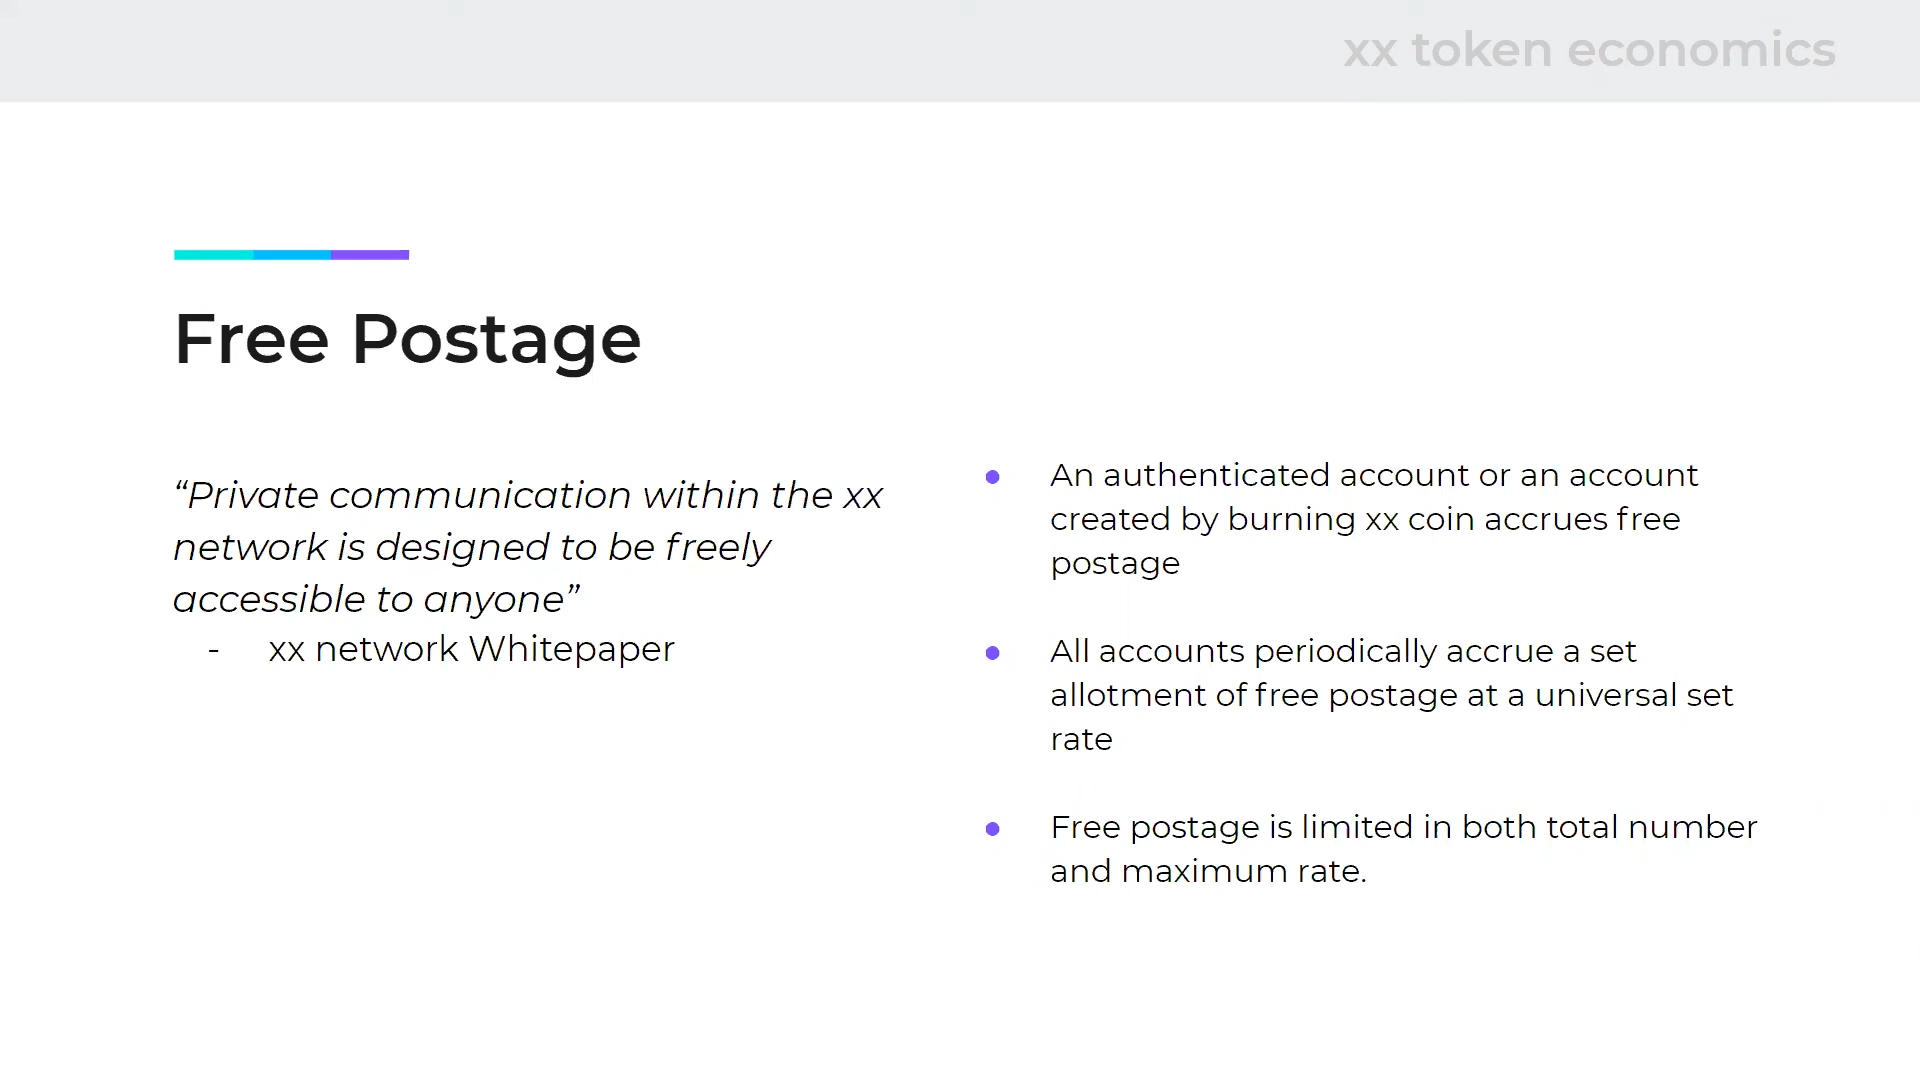 xx token economics
Free Postage
“Private communication within the xx
network is designed to be freely
accessible to anyone”
- xx network Whitepaper
● An authenticated account or an account
created by burning xx coin accrues free
postage
● All accounts periodically accrue a set
allotment of free postage at a universal set
rate
● Free postage is limited in both total number
and maximum rate.